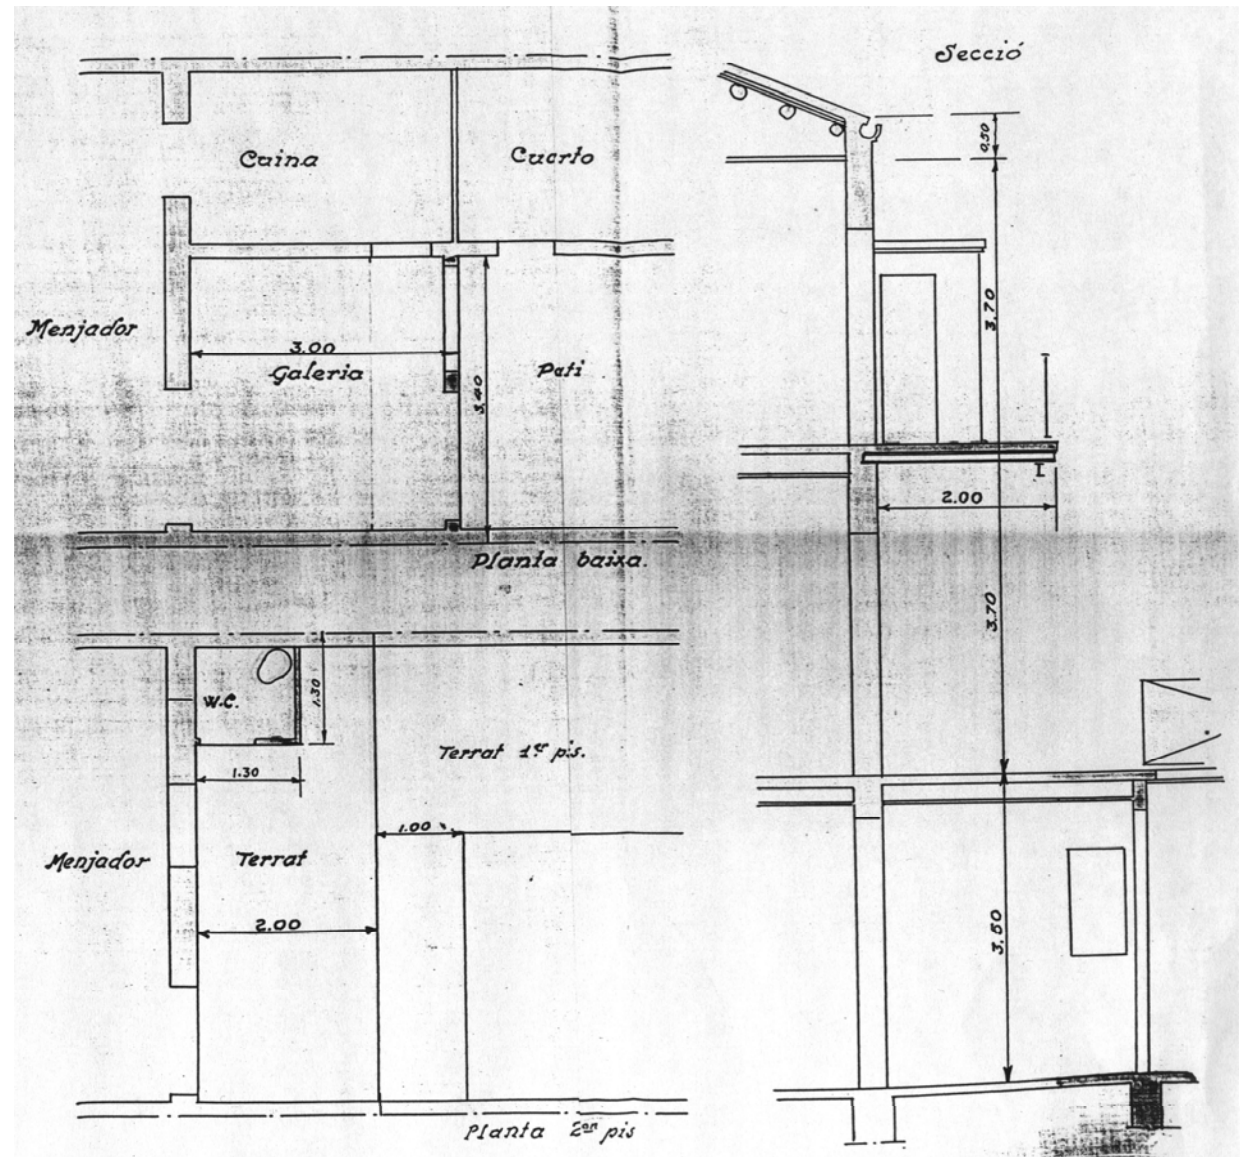 Secció
Cuina
Cuarto
0,50
Menjador
3.00
Galeria
3.40
Pati
3.70
2.00
Planta baixa.
3.70
W.C.
1.30
1.30
Terrat 1er pis.
1.00
Menjador
Terrat
2.00
3,50
I
Planta 2on pis